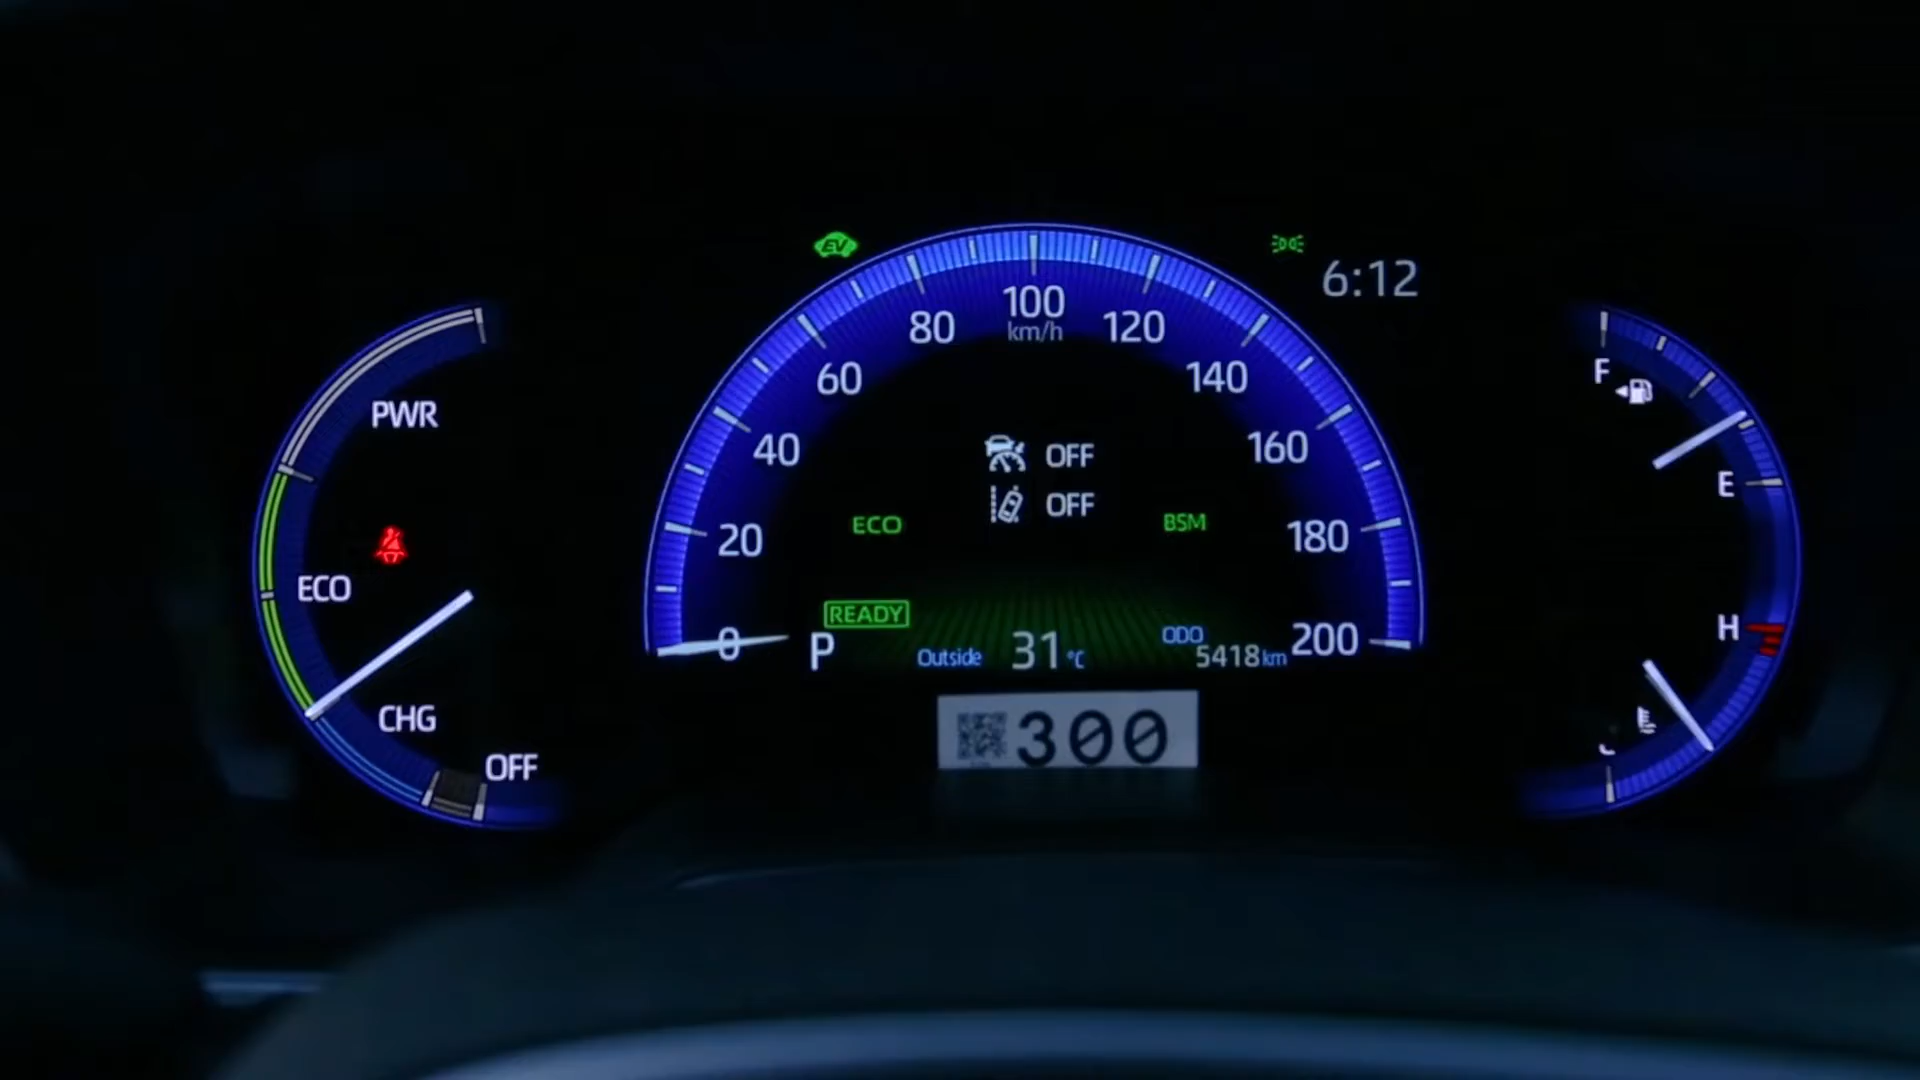 EV
6:12
100
km/h
80
120
60
140
40
160
20
180
0
200
PWR
ECO
CHG
OFF
OFF
OFF
ECO
BSM
READY
P
Outside 31°C
ODO
5418 km
300
F
E
H
C